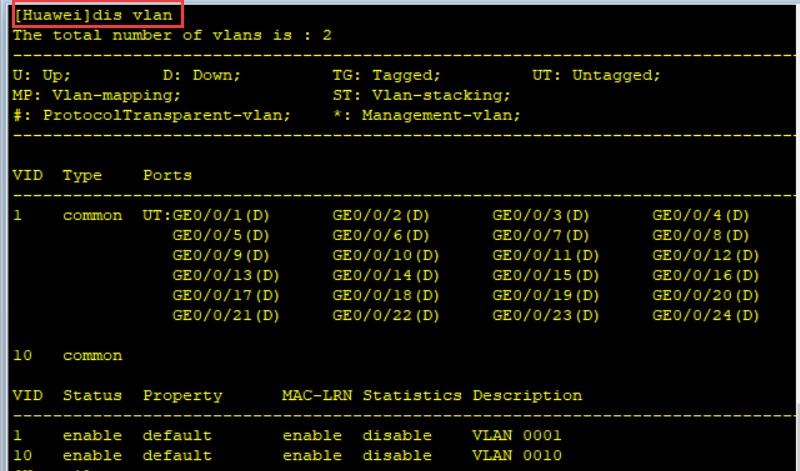 [Huawei]dis vlan
The total number of vlans is : 2
--------------------------------------------------------------------------------
U: Up;         D: Down;         TG: Tagged;         UT: Untagged;
MP: Vlan-mapping;               ST: Vlan-stacking;
#: ProtocolTransparent-vlan;    *: Management-vlan;
--------------------------------------------------------------------------------
VID  Type    Ports
--------------------------------------------------------------------------------
1    common  UT:GE0/0/1(D)      GE0/0/2(D)      GE0/0/3(D)      GE0/0/4(D)
                GE0/0/5(D)      GE0/0/6(D)      GE0/0/7(D)      GE0/0/8(D)
                GE0/0/9(D)      GE0/0/10(D)     GE0/0/11(D)     GE0/0/12(D)
                GE0/0/13(D)     GE0/0/14(D)     GE0/0/15(D)     GE0/0/16(D)
                GE0/0/17(D)     GE0/0/18(D)     GE0/0/19(D)     GE0/0/20(D)
                GE0/0/21(D)     GE0/0/22(D)     GE0/0/23(D)     GE0/0/24(D)
10   common
VID  Status  Property      MAC-LRN Statistics Description
--------------------------------------------------------------------------------
1    enable  default       enable  disable    VLAN 0001
10   enable  default       enable  disable    VLAN 0010